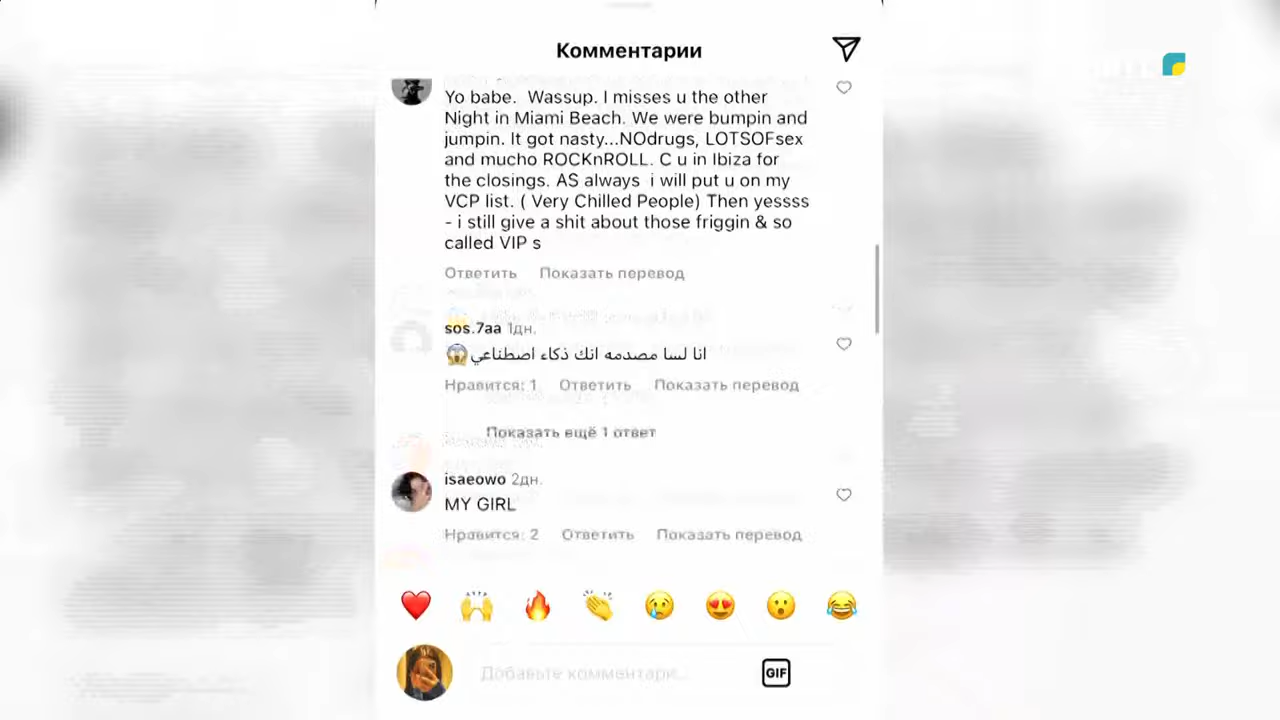 Комментарии
Yo babe. Wassup. I misses u the other
Night in Miami Beach. We were bumpin and
jumpin. It got nasty...NOdrugs, LOTSOFsex
and mucho ROCKnROLL. C u in Ibiza for
the closings. AS always i will put u on my
VCP list. ( Very Chilled People) Then yessss
- i still give a shit about those friggin & so
called VIP s
Ответить Показать перевод
sos.7aa 1дн.
انا لسا مصدمه انك ذكاء اصطناعي 😱
Нравится: 1 Ответить Показать перевод
Показать ещё 1 ответ
isaeowo 2дн.
MY GIRL
Нравится: 2 Ответить Показать перевод
Добавьте комментари...
GIF